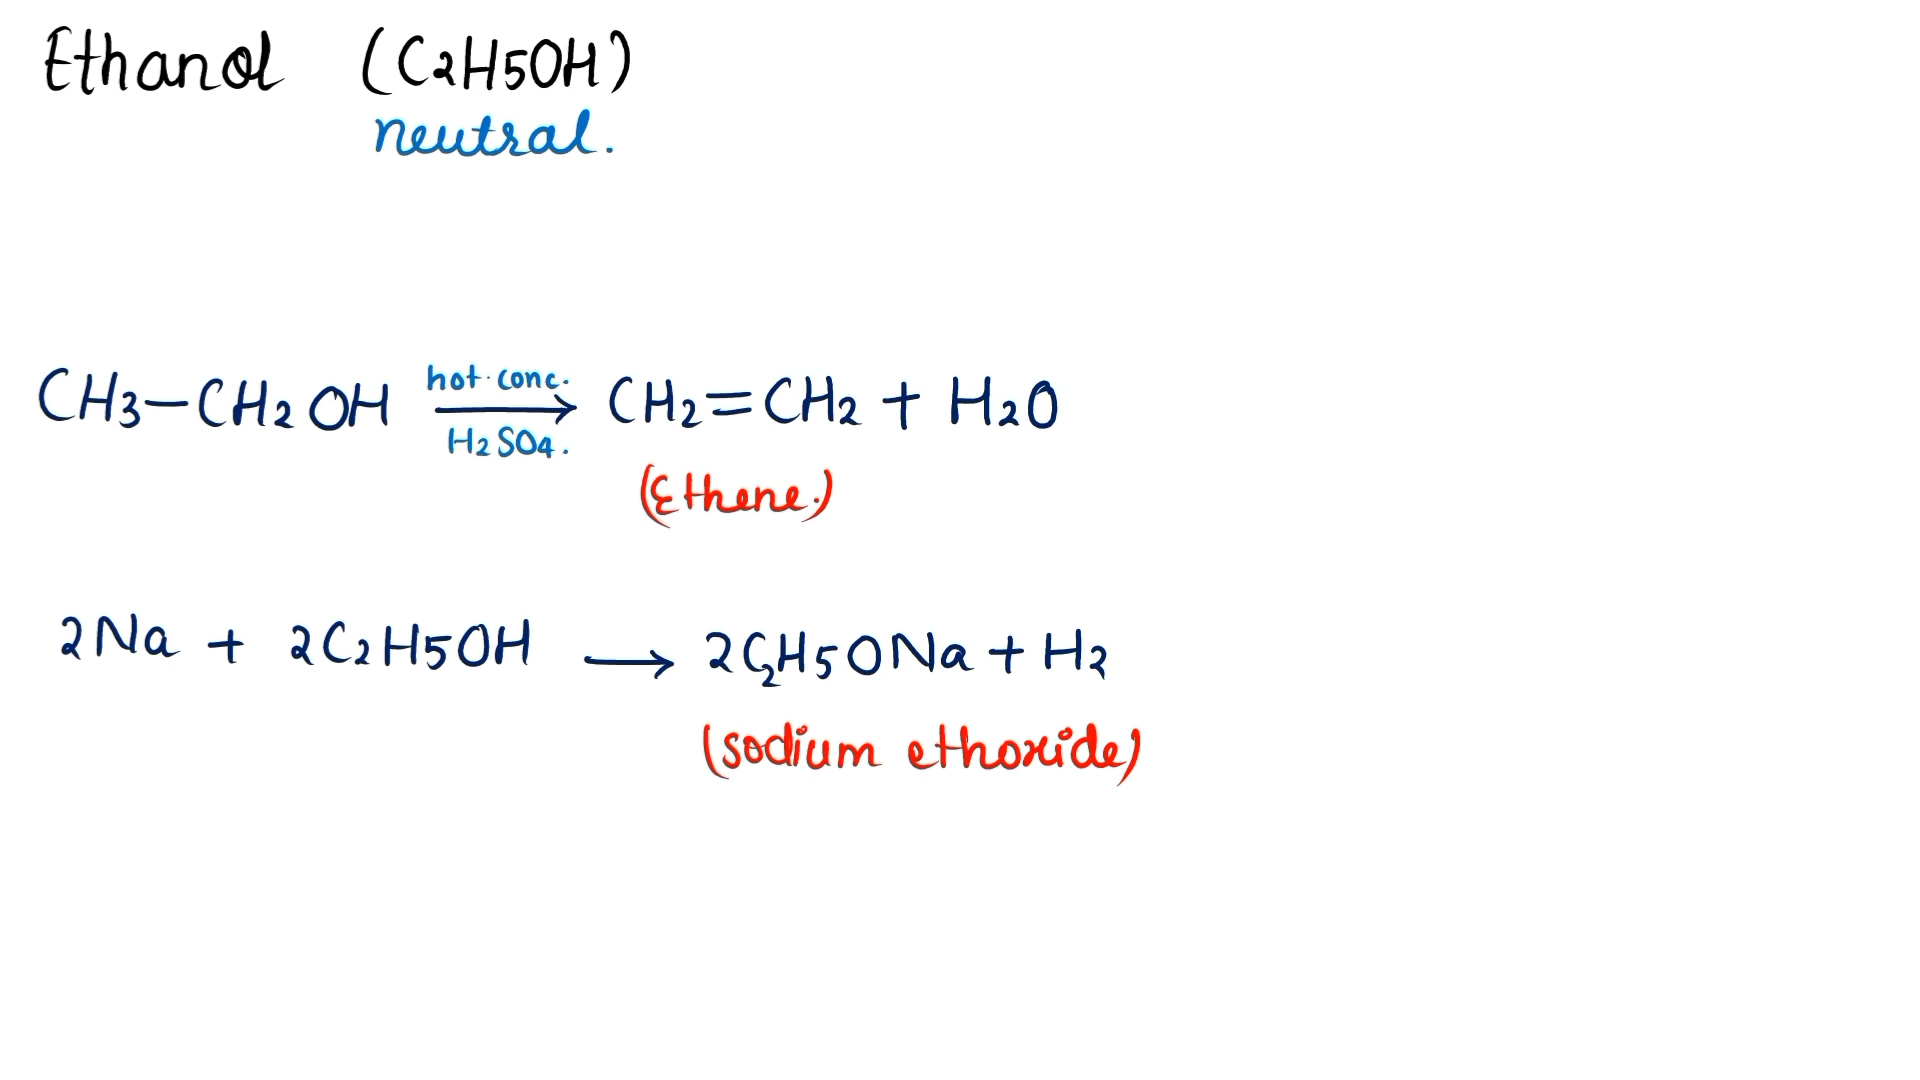 Ethanol (C2H5OH)
neutral.
CH3-CH2OH hot conc. H2SO4. → CH2=CH2 + H2O
(Ethene.)
2Na + 2C2H5OH → 2C2H5ONa + H2
(sodium ethoxide)